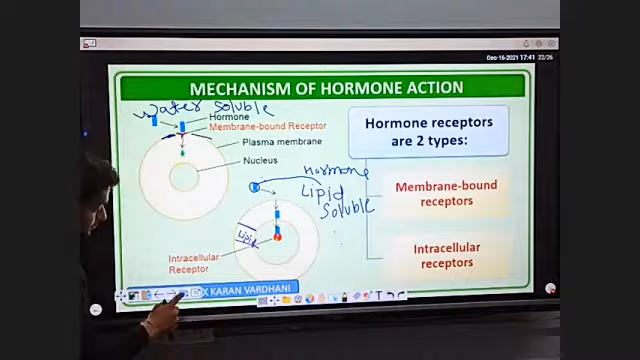 Dec-16-2021 17:41 22/26
MECHANISM OF HORMONE ACTION
water soluble
Hormone
Membrane-bound Receptor
Plasma membrane
Nucleus
Hormone receptors
are 2 types:
hormone
Lipid
Soluble
Membrane-bound
receptors
Lipid
Intracellular
Receptor
Intracellular
receptors
X KARAN VARDHANI